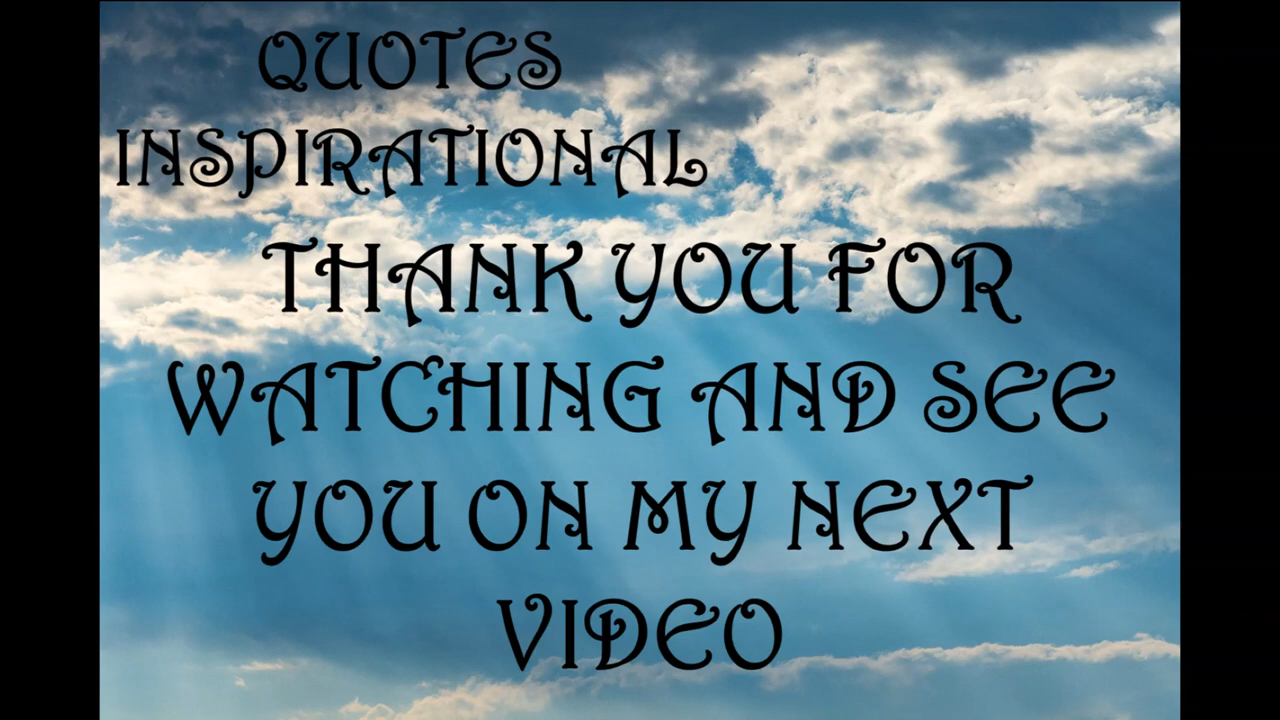 QUOTES
INSPIRATIONAL
THANK YOU FOR
WATCHING AND SEE
YOU ON MY NEXT
VIDEO